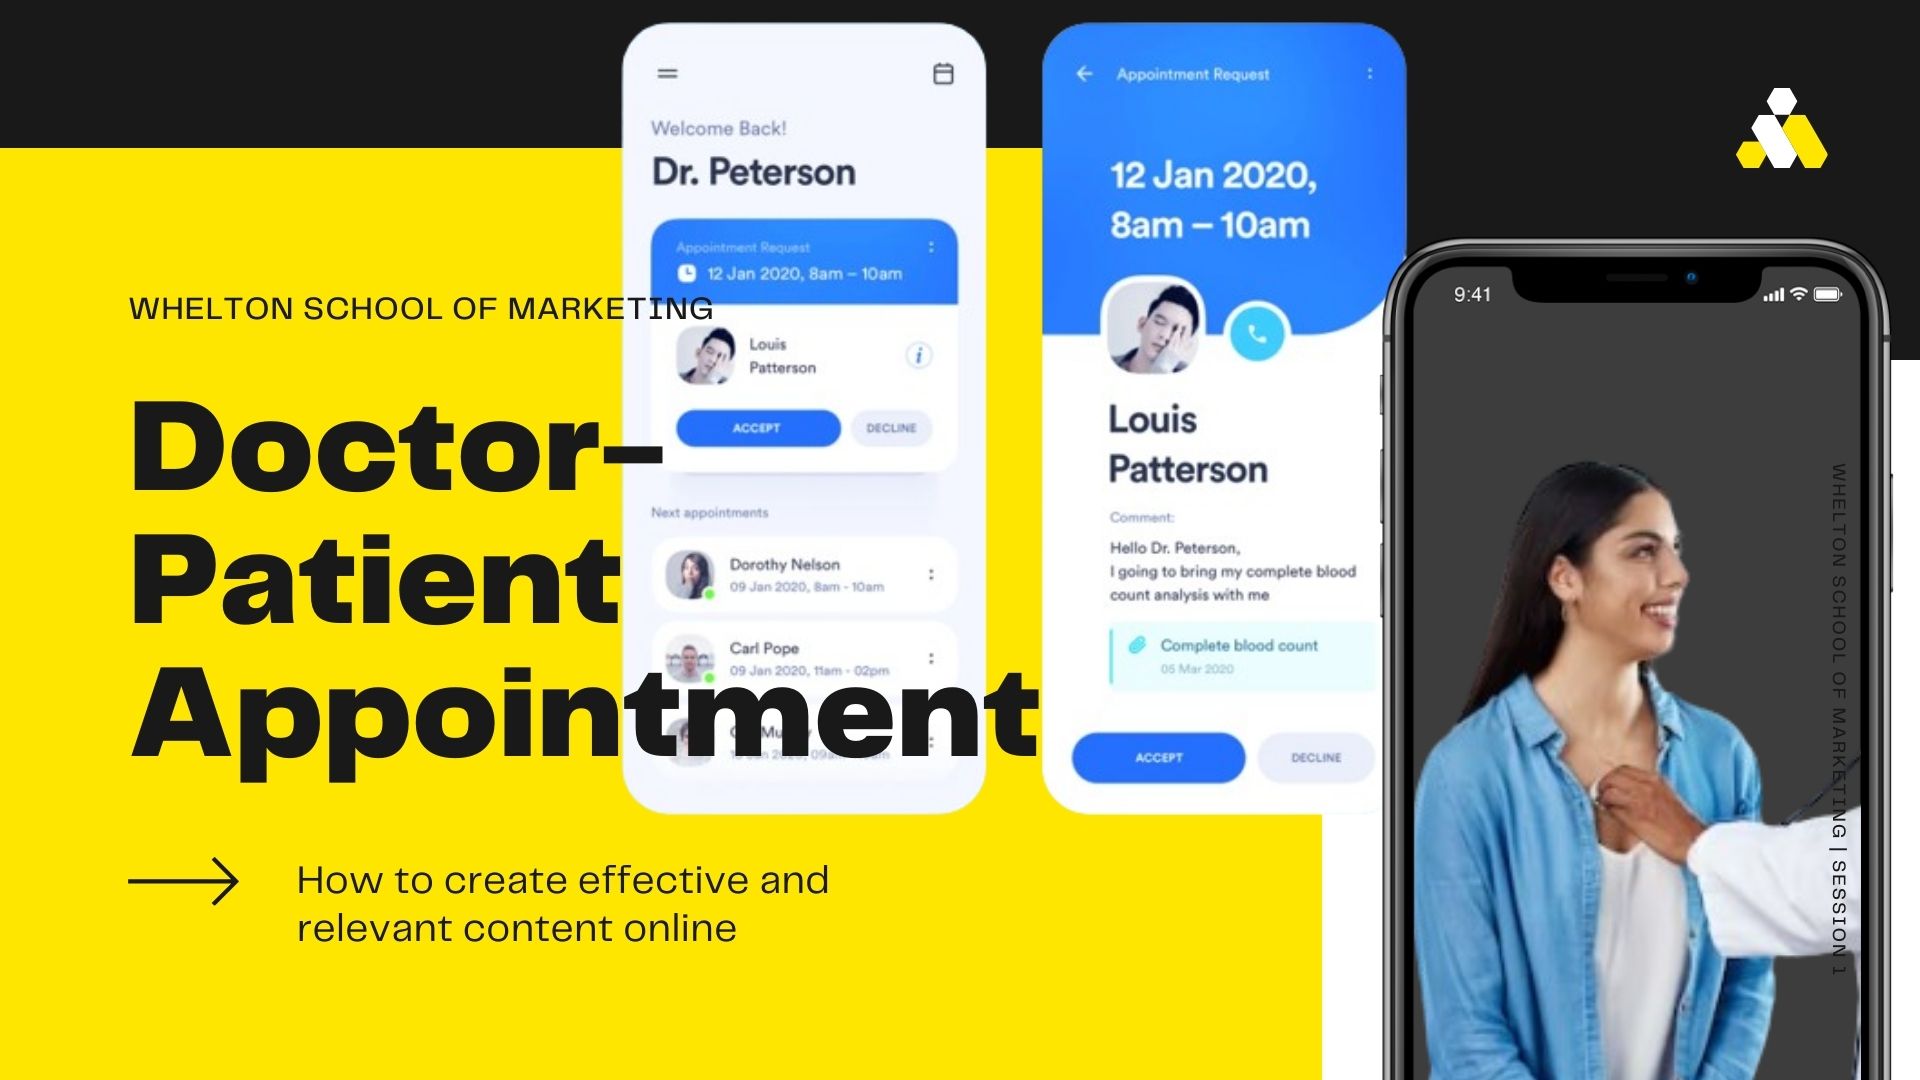 WHELTON SCHOOL OF MARKETING
Doctor-
Patient
Appointment
How to create effective and
relevant content online
Welcome Back!
Dr. Peterson
Appointment Request
12 Jan 2020, 8am – 10am
Louis
Patterson
ACCEPT
DECLINE
Next appointments
Dorothy Nelson
09 Jan 2020, 8am - 10am
Carl Pope
09 Jan 2020, 11am - 02pm
Appointment Request
12 Jan 2020,
8am – 10am
Louis
Patterson
Comment:
Hello Dr. Peterson,
I going to bring my complete blood
count analysis with me
Complete blood count
05 Mar 2020
ACCEPT
DECLINE
9:41
WHELTON SCHOOL OF MARKETING | SESSION 1